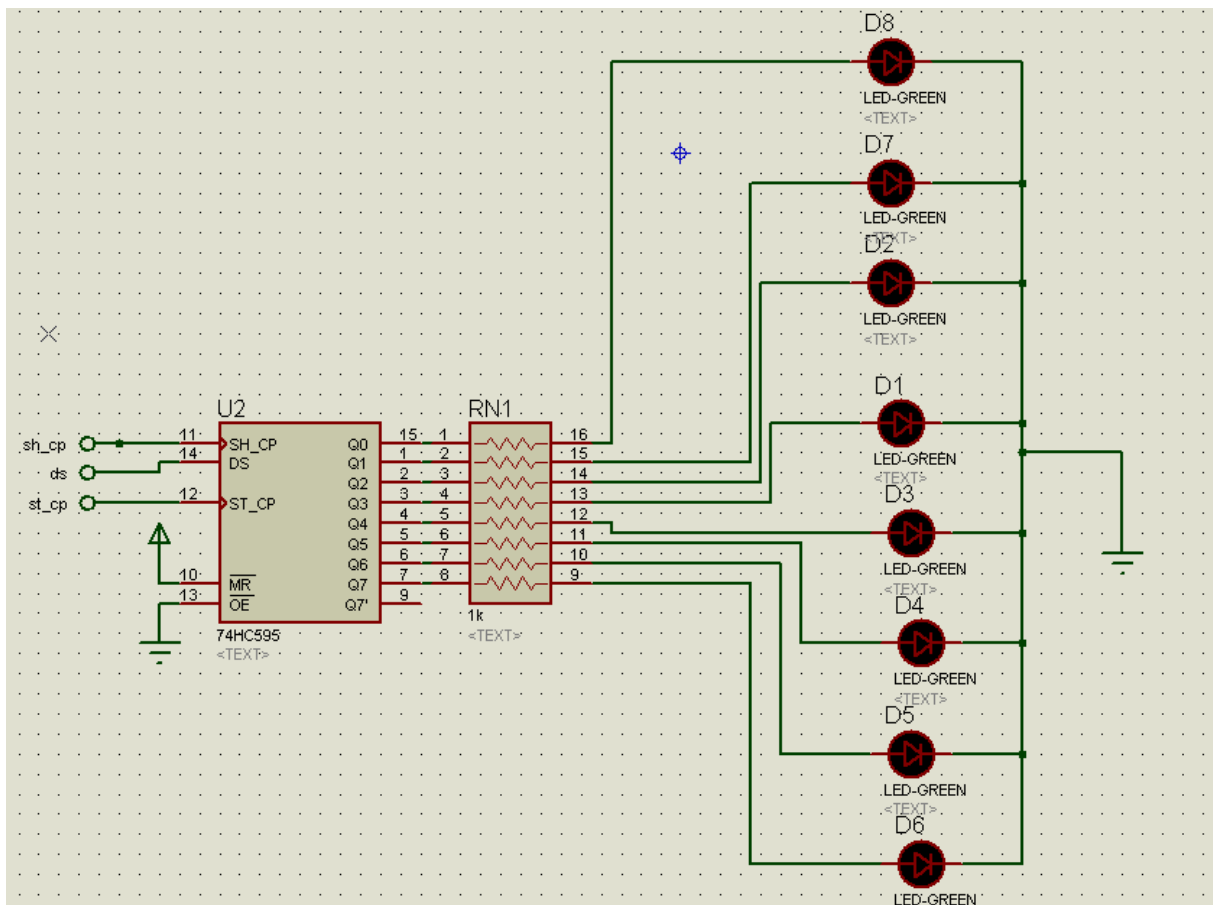 D8
LED-GREEN
<TEXT>
D7
LED-GREEN
<TEXT>
D2
LED-GREEN
<TEXT>
D1
LED-GREEN
<TEXT>
D3
LED-GREEN
<TEXT>
D4
LED-GREEN
<TEXT>
D5
LED-GREEN
<TEXT>
D6
LED-GREEN
U2
RN1
sh_cp 11 SH_CP Q0 15 1 16
ds 14 DS Q1 1 2 15
Q2 2 3 14
st_cp 12 ST_CP Q3 3 4 13
Q4 4 5 12
Q5 5 6 11
Q6 6 7 10
10 MR Q7 7 8 9
13 OE Q7' 9
1k
<TEXT>
74HC595
<TEXT>